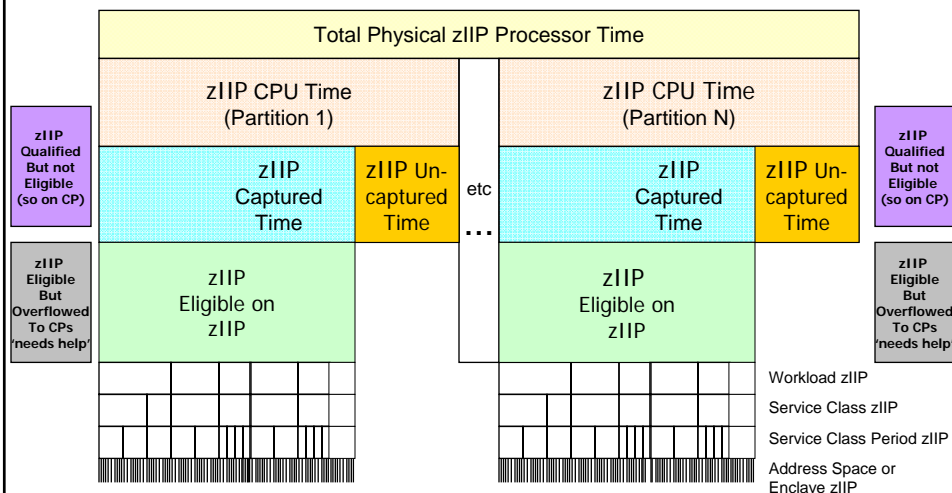 Total Physical zIIP Processor Time
zIIP CPU Time
(Partition 1)
zIIP CPU Time
(Partition N)
zIIP
Qualified
But not
Eligible
(so on CP)
zIIP
Captured
Time
zIIP Un-
captured
Time
etc
...
zIIP
Captured
Time
zIIP Un-
captured
Time
zIIP
Qualified
But not
Eligible
(so on CP)
zIIP
Eligible
But
Overflowed
To CPs
'needs help'
zIIP
Eligible on
zIIP
zIIP
Eligible on
zIIP
zIIP
Eligible
But
Overflowed
To CPs
'needs help'
Workload zIIP
Service Class zIIP
Service Class Period zIIP
Address Space or
Enclave zIIP